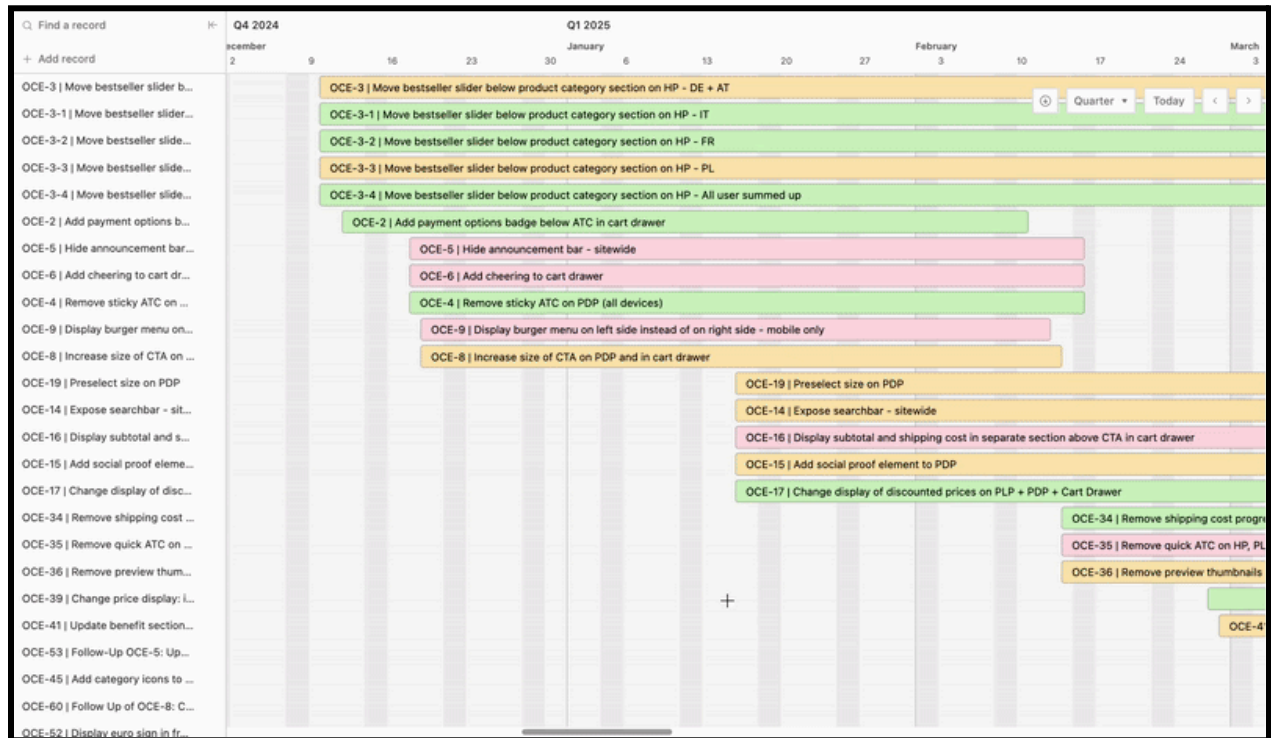 Find a record
Q4 2024
Q1 2025
ecember
January
February
March
+ Add record
2 9 16 23 30 6 13 20 27 3 10 17 24 3
OCE-3 | Move bestseller slider b...
OCE-3 | Move bestseller slider below product category section on HP - DE + AT
Quarter
Today
OCE-3-1 | Move bestseller slider...
OCE-3-1 | Move bestseller slider below product category section on HP - IT
OCE-3-2 | Move bestseller slide...
OCE-3-2 | Move bestseller slider below product category section on HP - FR
OCE-3-3 | Move bestseller slide...
OCE-3-3 | Move bestseller slider below product category section on HP - PL
OCE-3-4 | Move bestseller slide...
OCE-3-4 | Move bestseller slider below product category section on HP - All user summed up
OCE-2 | Add payment options b...
OCE-2 | Add payment options badge below ATC in cart drawer
OCE-5 | Hide announcement bar...
OCE-5 | Hide announcement bar - sitewide
OCE-6 | Add cheering to cart dr...
OCE-6 | Add cheering to cart drawer
OCE-4 | Remove sticky ATC on ...
OCE-4 | Remove sticky ATC on PDP (all devices)
OCE-9 | Display burger menu on...
OCE-9 | Display burger menu on left side instead of on right side - mobile only
OCE-8 | Increase size of CTA on ...
OCE-8 | Increase size of CTA on PDP and in cart drawer
OCE-19 | Preselect size on PDP
OCE-19 | Preselect size on PDP
OCE-14 | Expose searchbar - sit...
OCE-14 | Expose searchbar - sitewide
OCE-16 | Display subtotal and s...
OCE-16 | Display subtotal and shipping cost in separate section above CTA in cart drawer
OCE-15 | Add social proof eleme...
OCE-15 | Add social proof element to PDP
OCE-17 | Change display of disc...
OCE-17 | Change display of discounted prices on PLP + PDP + Cart Drawer
OCE-34 | Remove shipping cost ...
OCE-34 | Remove shipping cost progre
OCE-35 | Remove quick ATC on ...
OCE-35 | Remove quick ATC on HP, PL
OCE-36 | Remove preview thum...
OCE-36 | Remove preview thumbnails
OCE-39 | Change price display: i...
OCE-41 | Update benefit section...
OCE-41
OCE-53 | Follow-Up OCE-5: Up...
OCE-45 | Add category icons to ...
OCE-60 | Follow Up of OCE-8: C...
OCE-52 | Display euro sign in fr...